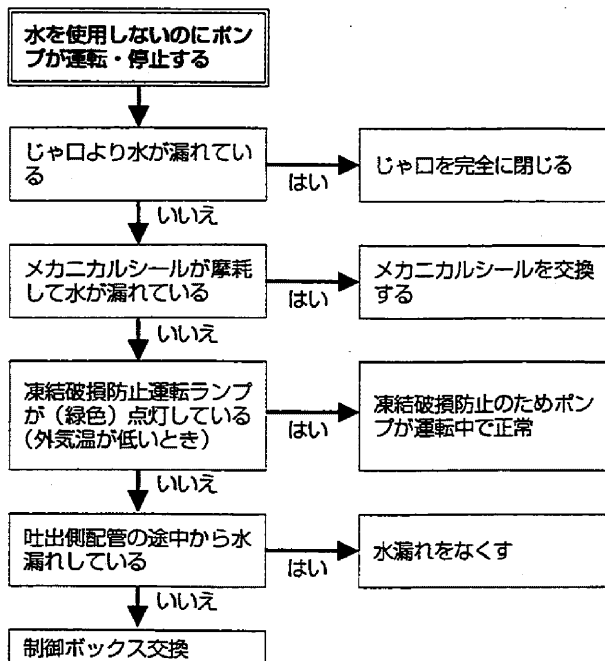 水を使用しないのにポン
プが運転・停止する
じゃ口より水が漏れてい
る
はい
じゃ口を完全に閉じる
いいえ
メカニカルシールが摩耗
して水が漏れている
はい
メカニカルシールを交換
する
いいえ
凍結破損防止運転ランプ
が（緑色）点灯している
（外気温が低いとき）
はい
凍結破損防止のためポン
プが運転中で正常
いいえ
吐出側配管の途中から水
漏れしている
はい
水漏れをなくす
いいえ
制御ボックス交換